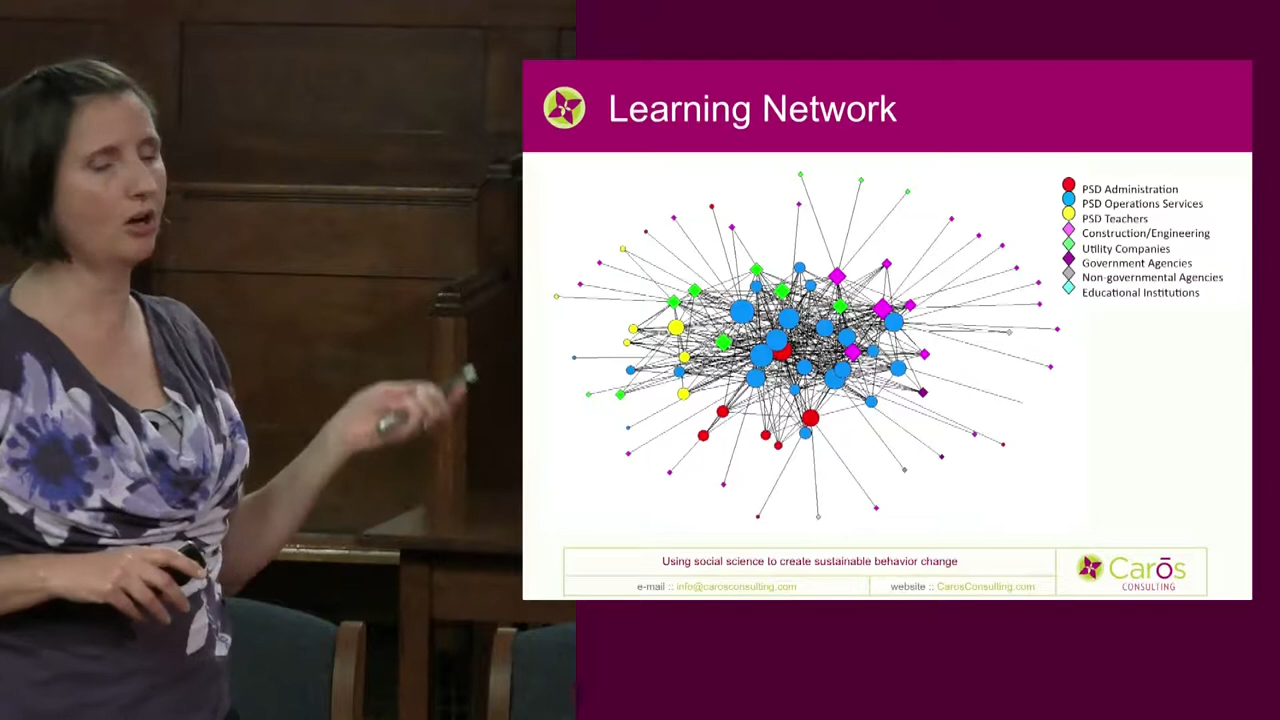 Learning Network
PSD Administration
PSD Operations Services
PSD Teachers
Construction/Engineering
Utility Companies
Government Agencies
Non-governmental Agencies
Educational Institutions
Using social science to create sustainable behavior change
e-mail :: info@carosconsulting.com
website :: CarosConsulting.com
Carōs
CONSULTING